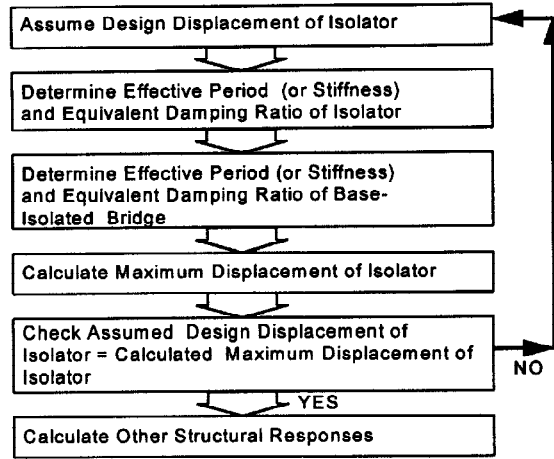 Assume Design Displacement of Isolator
Determine Effective Period (or Stiffness)
and Equivalent Damping Ratio of Isolator
Determine Effective Period (or Stiffness)
and Equivalent Damping Ratio of Base-
Isolated Bridge
Calculate Maximum Displacement of Isolator
Check Assumed Design Displacement of
Isolator = Calculated Maximum Displacement of
Isolator
NO
YES
Calculate Other Structural Responses